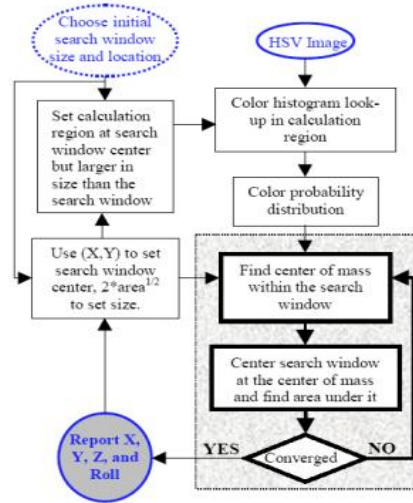 Choose initial
search window
size and location
HSV Image
Set calculation
region at search
window center
but larger in
size than the
search window
Color histogram look-
up in calculation
region
Color probability
distribution
Use (X,Y) to set
search window
center, 2*area1/2
to set size.
Find center of mass
within the search
window
Center search window
at the center of mass
and find area under it
Report X,
Y, Z, and
Roll
YES
Converged
NO